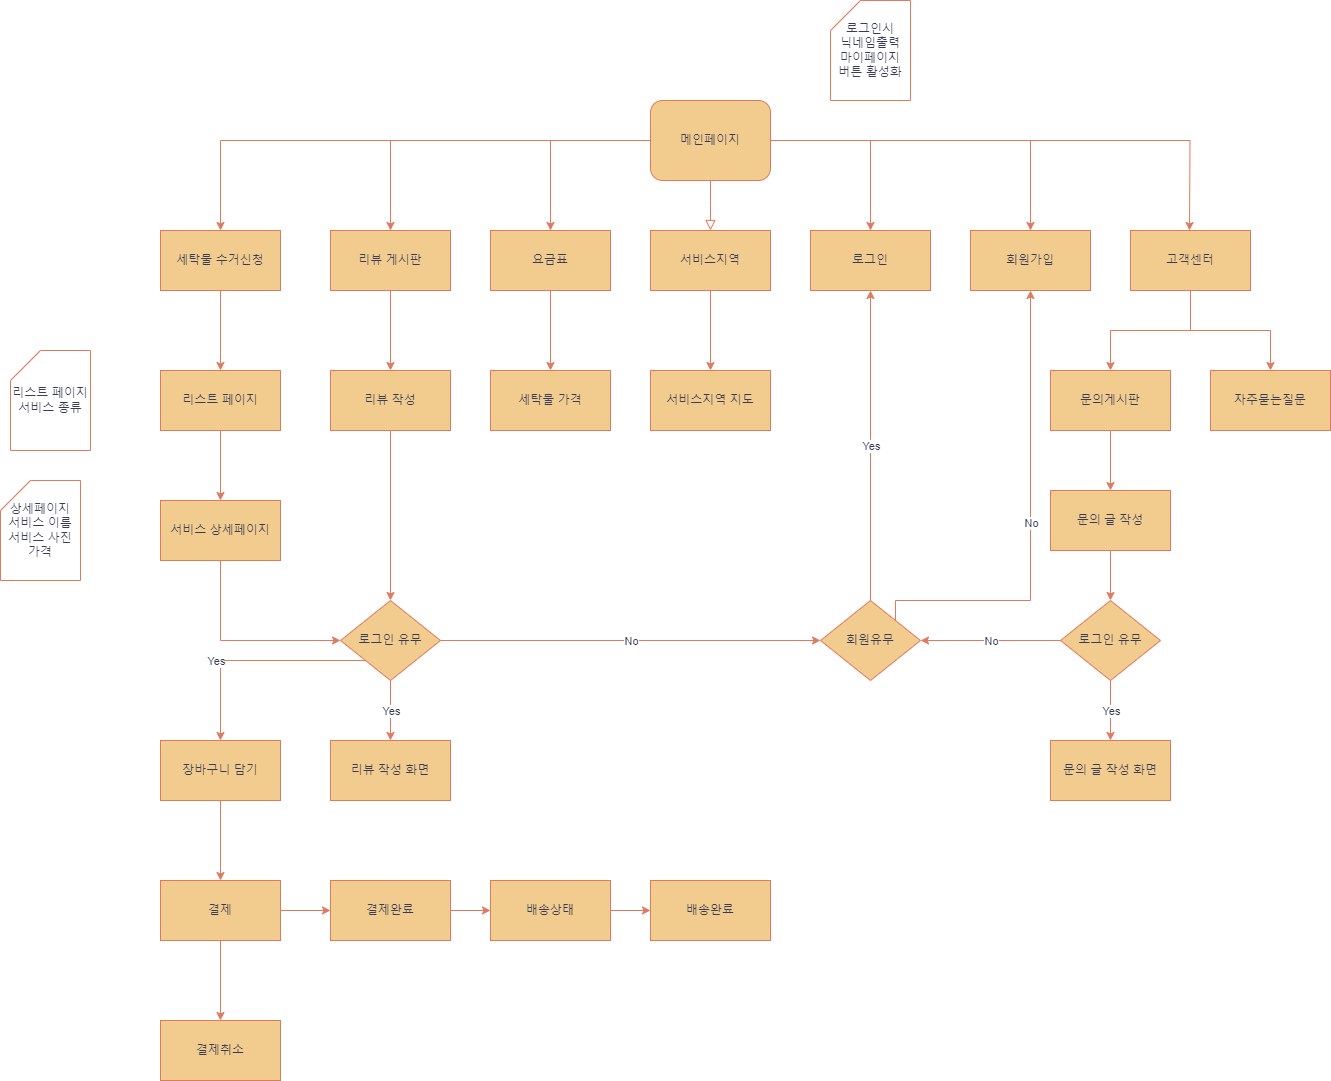 로그인시
닉네임출력
마이페이지
버튼 활성화
메인페이지
세탁물 수거신청
리뷰 게시판
요금표
서비스지역
로그인
회원가입
고객센터
리스트 페이지
서비스 종류
리스트 페이지
리뷰 작성
세탁물 가격
서비스지역 지도
문의게시판
자주묻는질문
Yes
상세페이지
서비스 이름
서비스 사진
가격
서비스 상세페이지
No
문의 글 작성
로그인 유무
No
회원유무
No
로그인 유무
Yes
Yes
Yes
장바구니 담기
리뷰 작성 화면
문의 글 작성 화면
결제
결제완료
배송상태
배송완료
결제취소